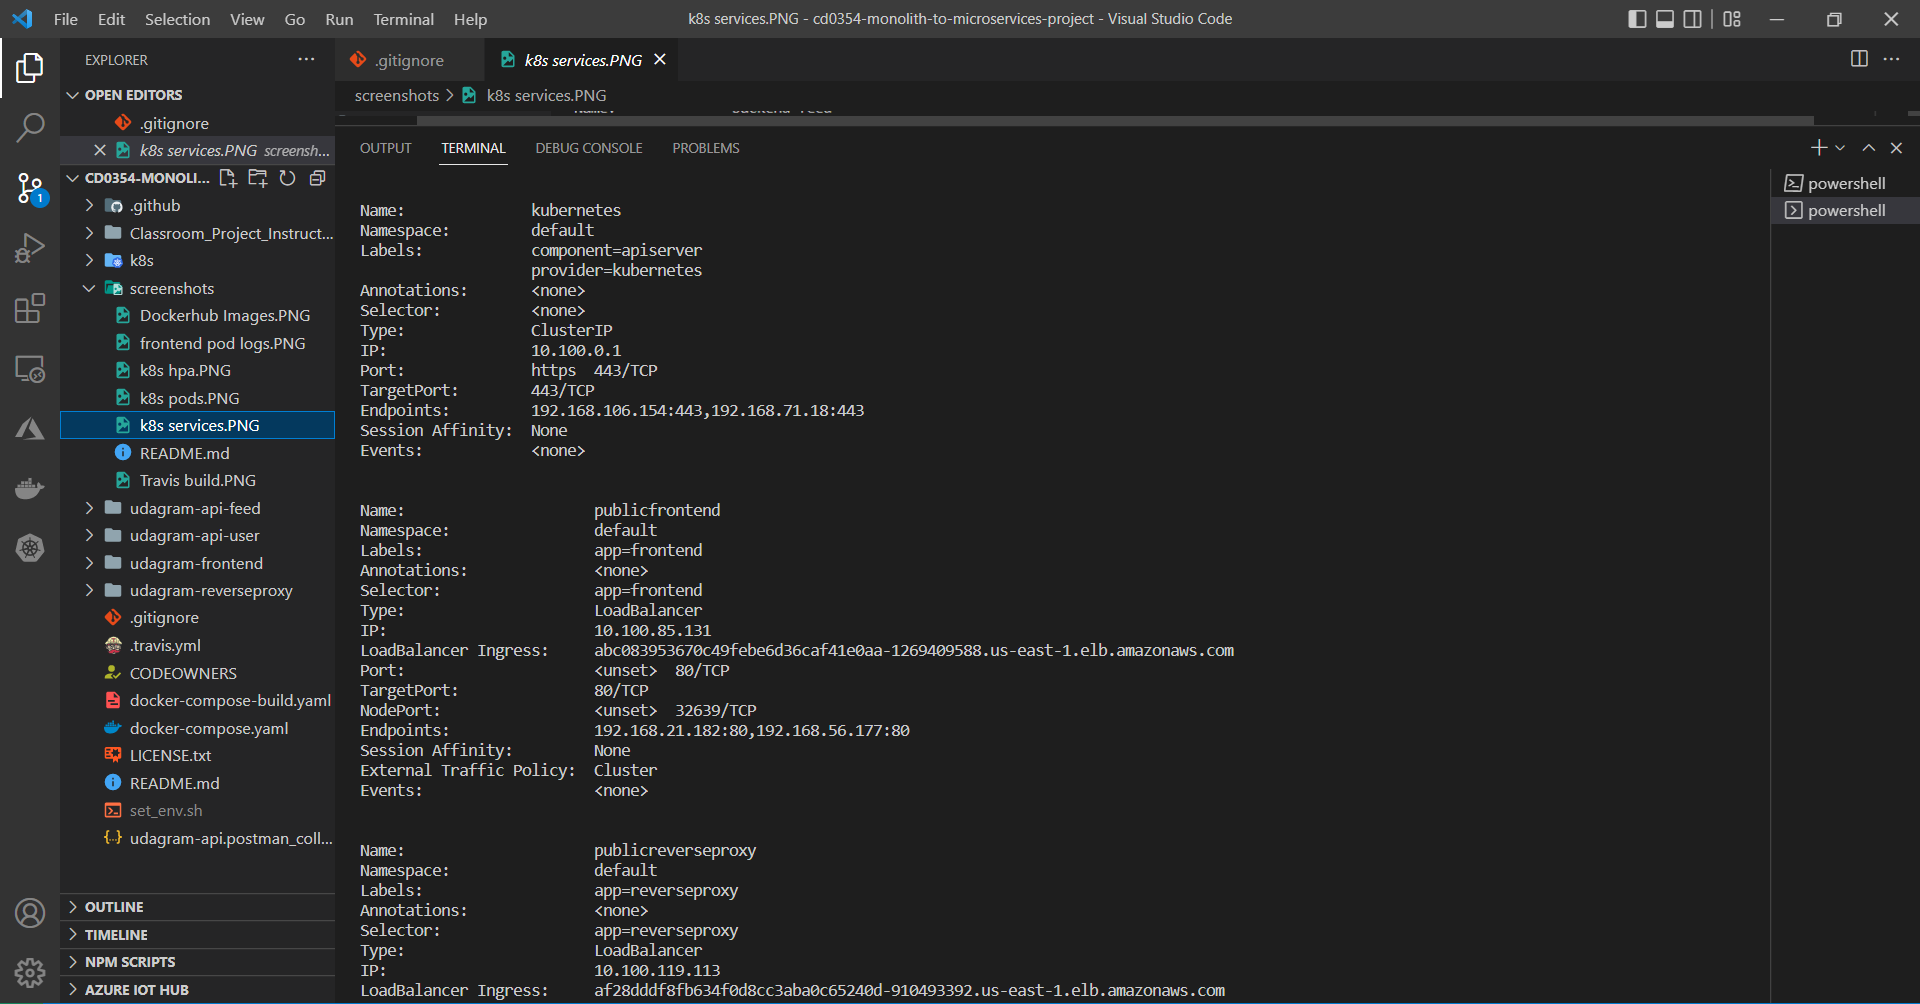 File Edit Selection View Go Run Terminal Help
k8s services.PNG - cd0354-monolith-to-microservices-project - Visual Studio Code
EXPLORER
OPEN EDITORS
.gitignore
k8s services.PNG screensh...
CD0354-MONOLI...
.github
Classroom_Project_Instruct...
k8s
screenshots
Dockerhub Images.PNG
frontend pod logs.PNG
k8s hpa.PNG
k8s pods.PNG
k8s services.PNG
README.md
Travis build.PNG
udagram-api-feed
udagram-api-user
udagram-frontend
udagram-reverseproxy
.gitignore
.travis.yml
CODEOWNERS
docker-compose-build.yaml
docker-compose.yaml
LICENSE.txt
README.md
set_env.sh
udagram-api.postman_coll...
OUTLINE
TIMELINE
NPM SCRIPTS
AZURE IOT HUB
1
.gitignore
k8s services.PNG
screenshots > k8s services.PNG
OUTPUT TERMINAL DEBUG CONSOLE PROBLEMS
powershell
powershell
Name: kubernetes
Namespace: default
Labels: component=apiserver
provider=kubernetes
Annotations: <none>
Selector: <none>
Type: ClusterIP
IP: 10.100.0.1
Port: https 443/TCP
TargetPort: 443/TCP
Endpoints: 192.168.106.154:443,192.168.71.18:443
Session Affinity: None
Events: <none>
Name: publicfrontend
Namespace: default
Labels: app=frontend
Annotations: <none>
Selector: app=frontend
Type: LoadBalancer
IP: 10.100.85.131
LoadBalancer Ingress: abc083953670c49febe6d36caf41e0aa-1269409588.us-east-1.elb.amazonaws.com
Port: <unset> 80/TCP
TargetPort: 80/TCP
NodePort: <unset> 32639/TCP
Endpoints: 192.168.21.182:80,192.168.56.177:80
Session Affinity: None
External Traffic Policy: Cluster
Events: <none>
Name: publicreverseproxy
Namespace: default
Labels: app=reverseproxy
Annotations: <none>
Selector: app=reverseproxy
Type: LoadBalancer
IP: 10.100.119.113
LoadBalancer Ingress: af28dddf8fb634f0d8cc3aba0c65240d-910493392.us-east-1.elb.amazonaws.com